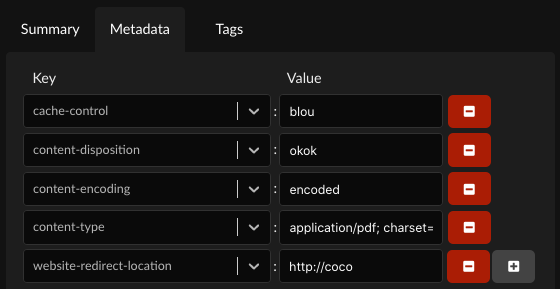 Summary Metadata Tags
Key Value
cache-control : blou
content-disposition : okok
content-encoding : encoded
content-type : application/pdf; charset=
website-redirect-location : http://coco